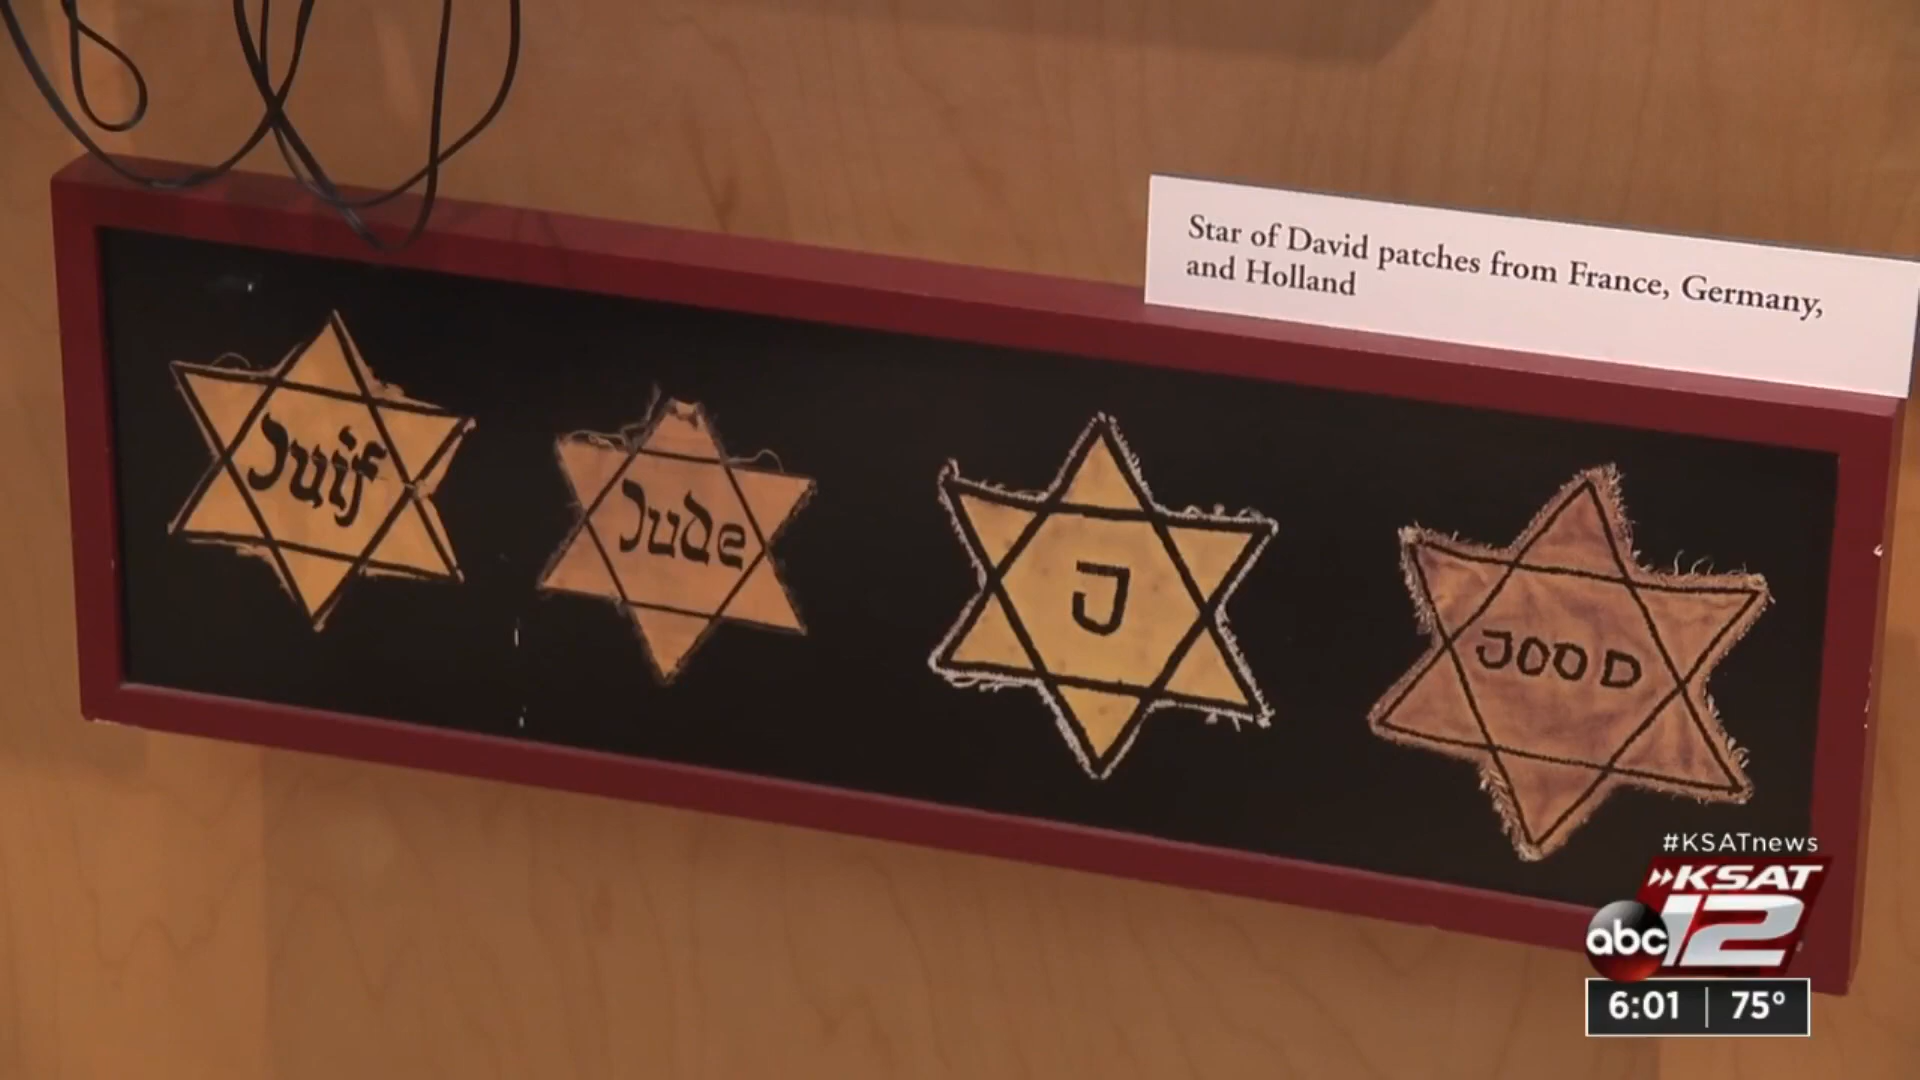 Star of David patches from France, Germany,
and Holland
Juif
Jude
J
JOOD
#KSATnews
KSAT
abc 12
6:01 | 75°